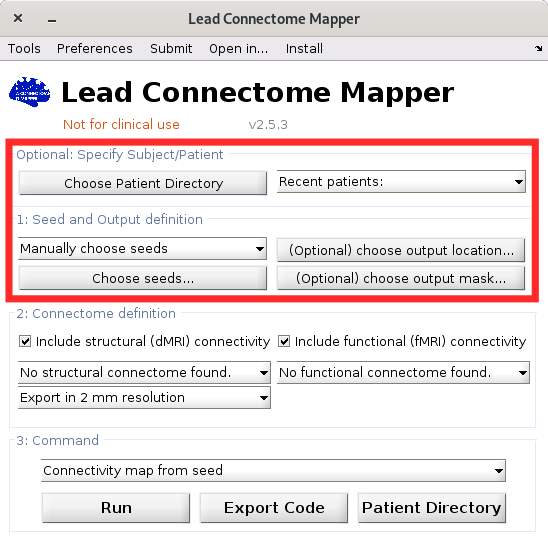 Lead Connectome Mapper
Tools Preferences Submit Open in... Install
Lead Connectome Mapper
Not for clinical use v2.5.3
Optional: Specify Subject/Patient
Choose Patient Directory Recent patients:
1: Seed and Output definition
Manually choose seeds (Optional) choose output location...
Choose seeds... (Optional) choose output mask...
2: Connectome definition
Include structural (dMRI) connectivity Include functional (fMRI) connectivity
No structural connectome found. No functional connectome found.
Export in 2 mm resolution
3: Command
Connectivity map from seed
Run Export Code Patient Directory